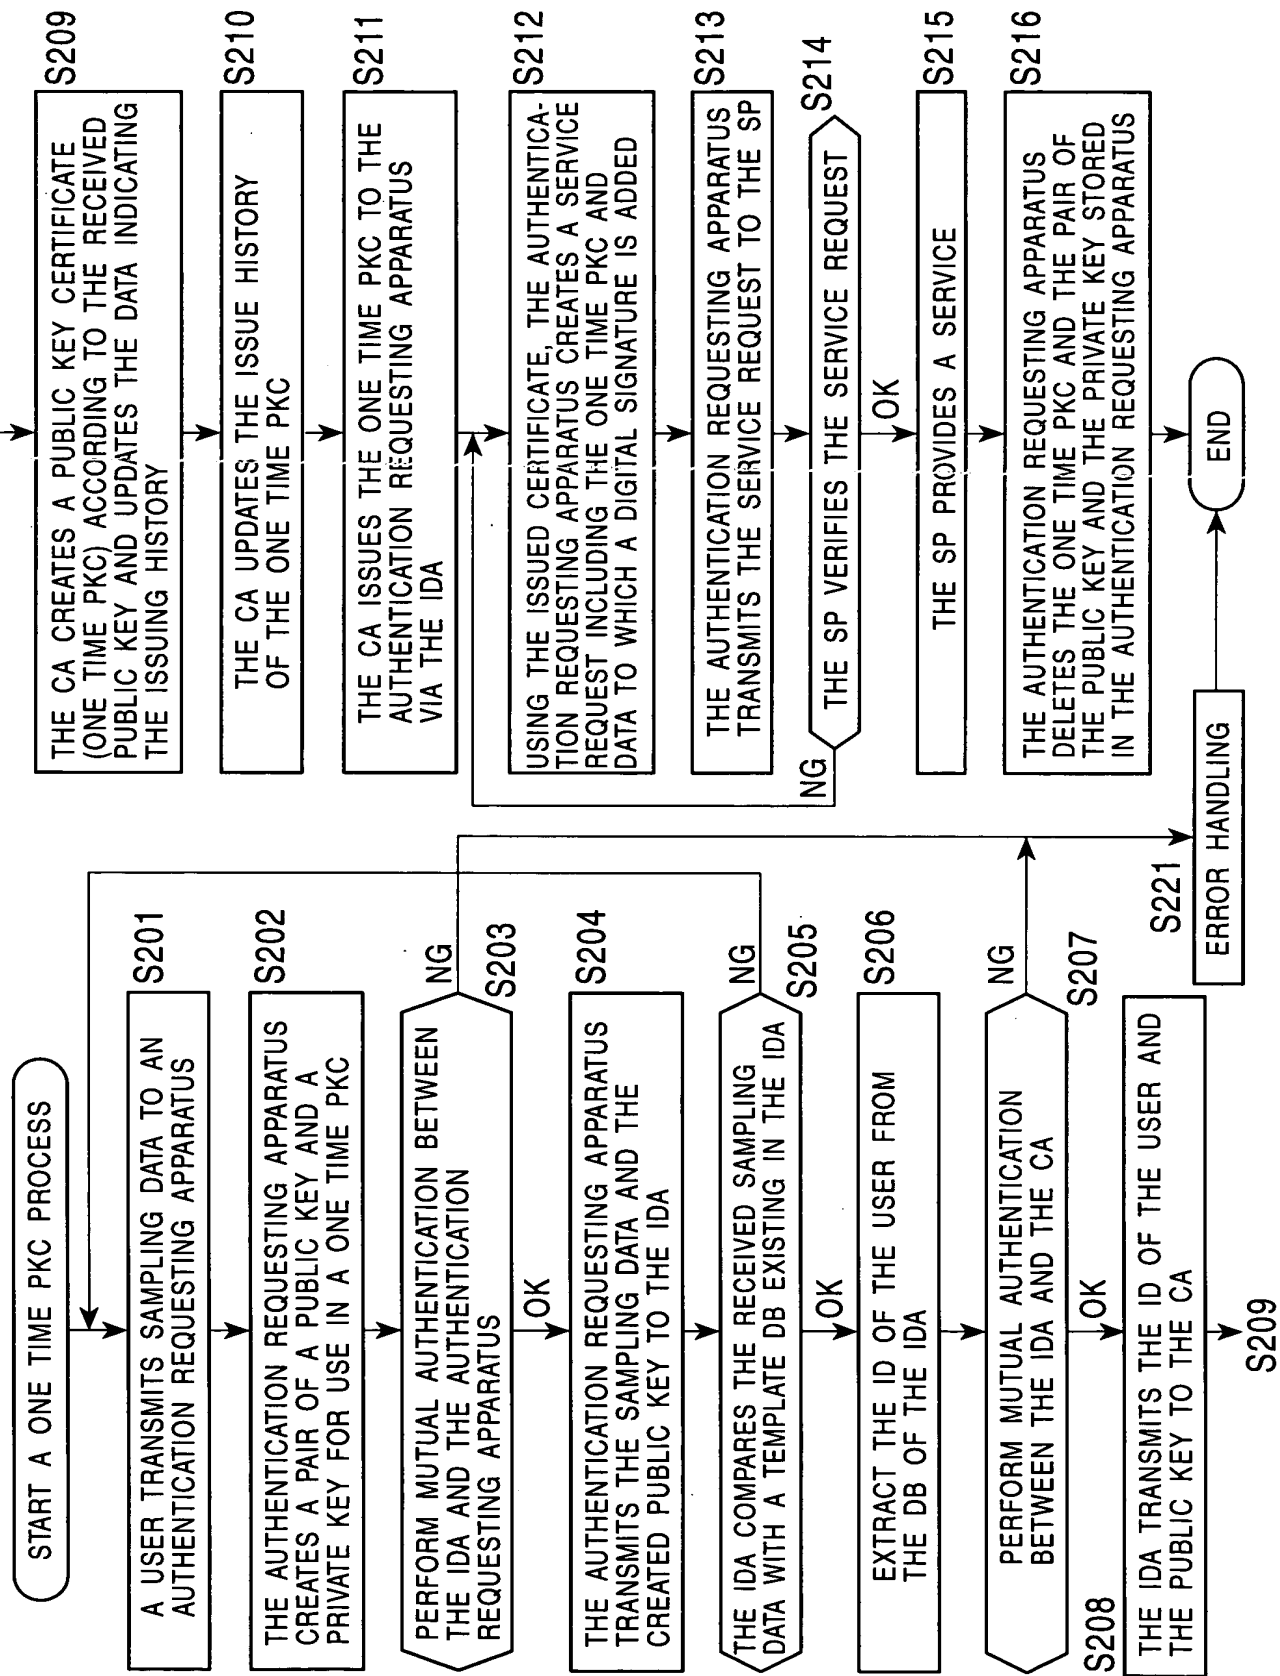 START A ONE TIME PKC PROCESS
S201
A USER TRANSMITS SAMPLING DATA TO AN
AUTHENTICATION REQUESTING APPARATUS
S202
THE AUTHENTICATION REQUESTING APPARATUS
CREATES A PAIR OF A PUBLIC KEY AND A
PRIVATE KEY FOR USE IN A ONE TIME PKC
NG
S203
PERFORM MUTUAL AUTHENTICATION BETWEEN
THE IDA AND THE AUTHENTICATION
REQUESTING APPARATUS
OK
S204
THE AUTHENTICATION REQUESTING APPARATUS
TRANSMITS THE SAMPLING DATA AND THE
CREATED PUBLIC KEY TO THE IDA
NG
S205
THE IDA COMPARES THE RECEIVED SAMPLING
DATA WITH A TEMPLATE DB EXISTING IN THE IDA
OK
S206
EXTRACT THE ID OF THE USER FROM
THE DB OF THE IDA
NG
S207
PERFORM MUTUAL AUTHENTICATION
BETWEEN THE IDA AND THE CA
OK
S208
THE IDA TRANSMITS THE ID OF THE USER AND
THE PUBLIC KEY TO THE CA
S209
S209
THE CA CREATES A PUBLIC KEY CERTIFICATE
(ONE TIME PKC) ACCORDING TO THE RECEIVED
PUBLIC KEY AND UPDATES THE DATA INDICATING
THE ISSUING HISTORY
S210
THE CA UPDATES THE ISSUE HISTORY
OF THE ONE TIME PKC
S211
THE CA ISSUES THE ONE TIME PKC TO THE
AUTHENTICATION REQUESTING APPARATUS
VIA THE IDA
S212
USING THE ISSUED CERTIFICATE, THE AUTHENTICA-
TION REQUESTING APPARATUS CREATES A SERVICE
REQUEST INCLUDING THE ONE TIME PKC AND
DATA TO WHICH A DIGITAL SIGNATURE IS ADDED
S213
THE AUTHENTICATION REQUESTING APPARATUS
TRANSMITS THE SERVICE REQUEST TO THE SP
S214
NG
THE SP VERIFIES THE SERVICE REQUEST
OK
S215
THE SP PROVIDES A SERVICE
S216
THE AUTHENTICATION REQUESTING APPARATUS
DELETES THE ONE TIME PKC AND THE PAIR OF
THE PUBLIC KEY AND THE PRIVATE KEY STORED
IN THE AUTHENTICATION REQUESTING APPARATUS
S221
ERROR HANDLING
END